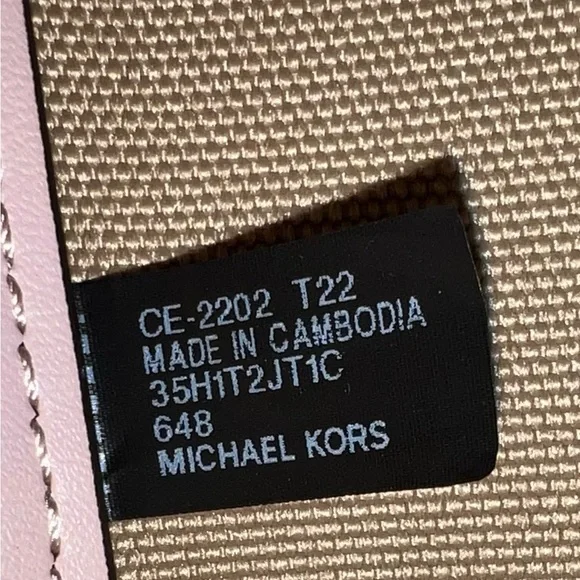 CE-2202 T22
MADE IN CAMBODIA
35H1T2JT1C
648
MICHAEL KORS